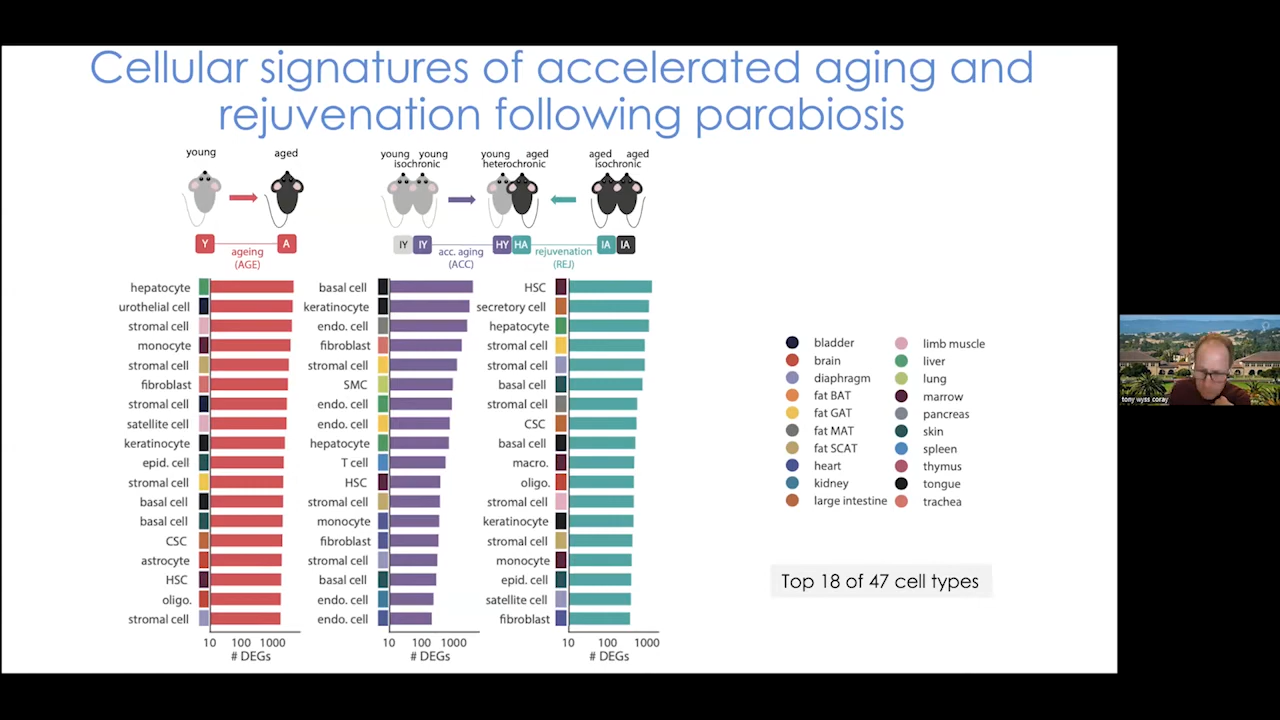 Cellular signatures of accelerated aging and
rejuvenation following parabiosis
young
aged
young young
isochronic
young aged
heterochronic
aged aged
isochronic
Y
A
ageing
(AGE)
IY
IY
acc. aging
(ACC)
HY
HA
rejuvenation
(REJ)
IA
IA
hepatocyte
urothelial cell
stromal cell
monocyte
stromal cell
fibroblast
stromal cell
satellite cell
keratinocyte
epid. cell
stromal cell
basal cell
basal cell
CSC
astrocyte
HSC
oligo.
stromal cell
10 100 1000
# DEGs
basal cell
keratinocyte
endo. cell
fibroblast
stromal cell
SMC
endo. cell
endo. cell
hepatocyte
T cell
HSC
stromal cell
monocyte
fibroblast
stromal cell
basal cell
endo. cell
endo. cell
10 100 1000
# DEGs
HSC
secretory cell
hepatocyte
stromal cell
stromal cell
basal cell
stromal cell
CSC
basal cell
macro.
oligo.
stromal cell
keratinocyte
stromal cell
monocyte
epid. cell
satellite cell
fibroblast
10 100 1000
# DEGs
bladder
brain
diaphragm
fat BAT
fat GAT
fat MAT
fat SCAT
heart
kidney
large intestine
limb muscle
liver
lung
marrow
pancreas
skin
spleen
thymus
tongue
trachea
Top 18 of 47 cell types
tony wyss coray